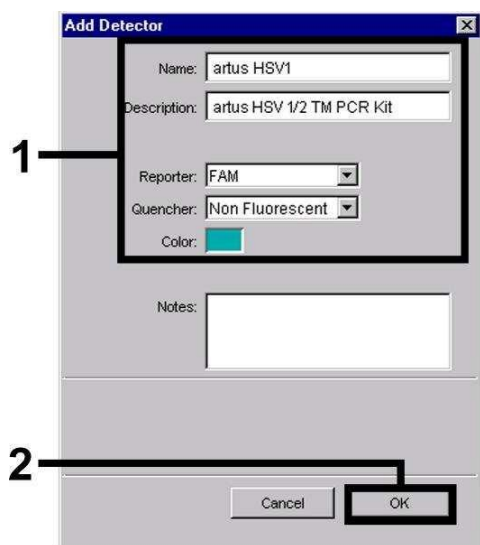 Add Detector
Name: artus HSV1
Description: artus HSV 1/2 TM PCR Kit
1
Reporter: FAM
Quencher: Non Fluorescent
Color:
Notes:
2
Cancel OK